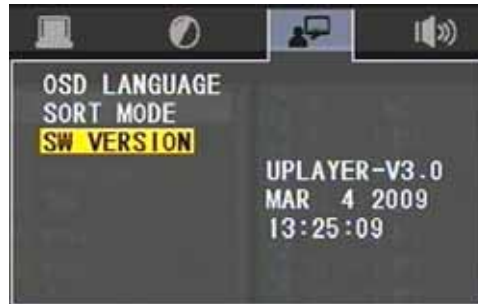 OSD LANGUAGE
SORT MODE
SW VERSION
UPLAYER-V3.0
MAR 4 2009
13:25:09